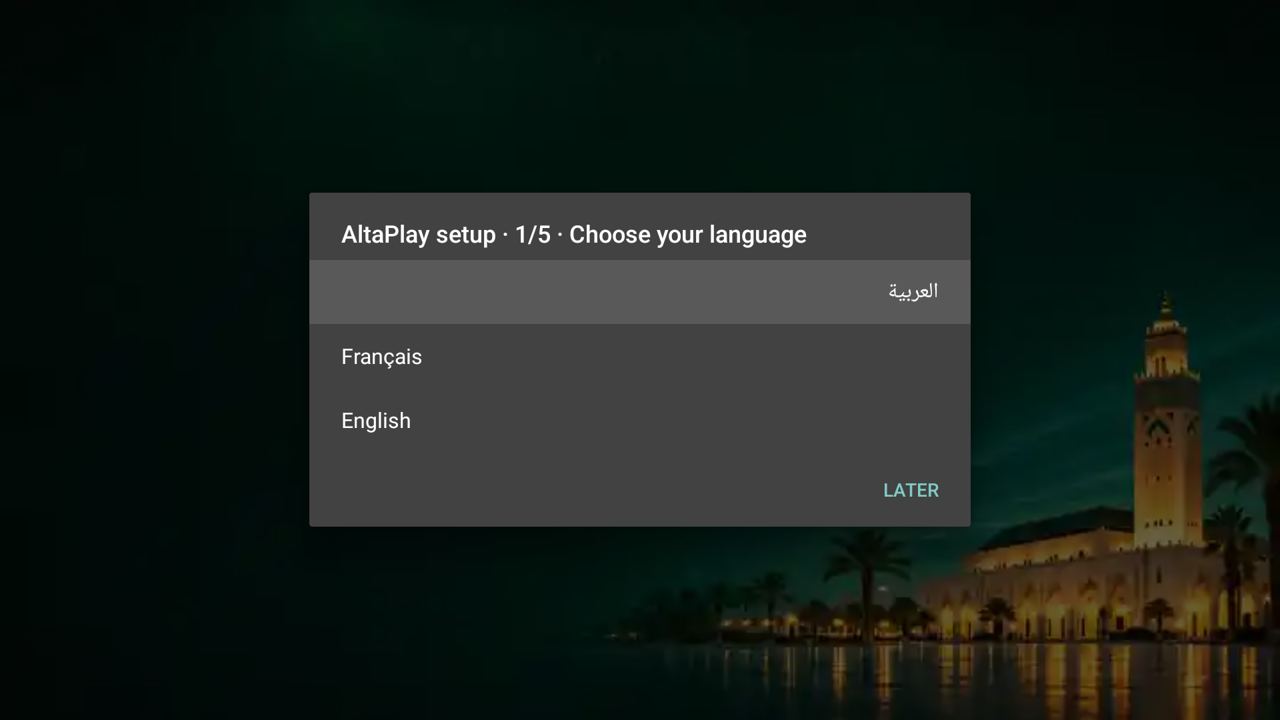 AltaPlay setup · 1/5 · Choose your language
العربية
Français
English
LATER